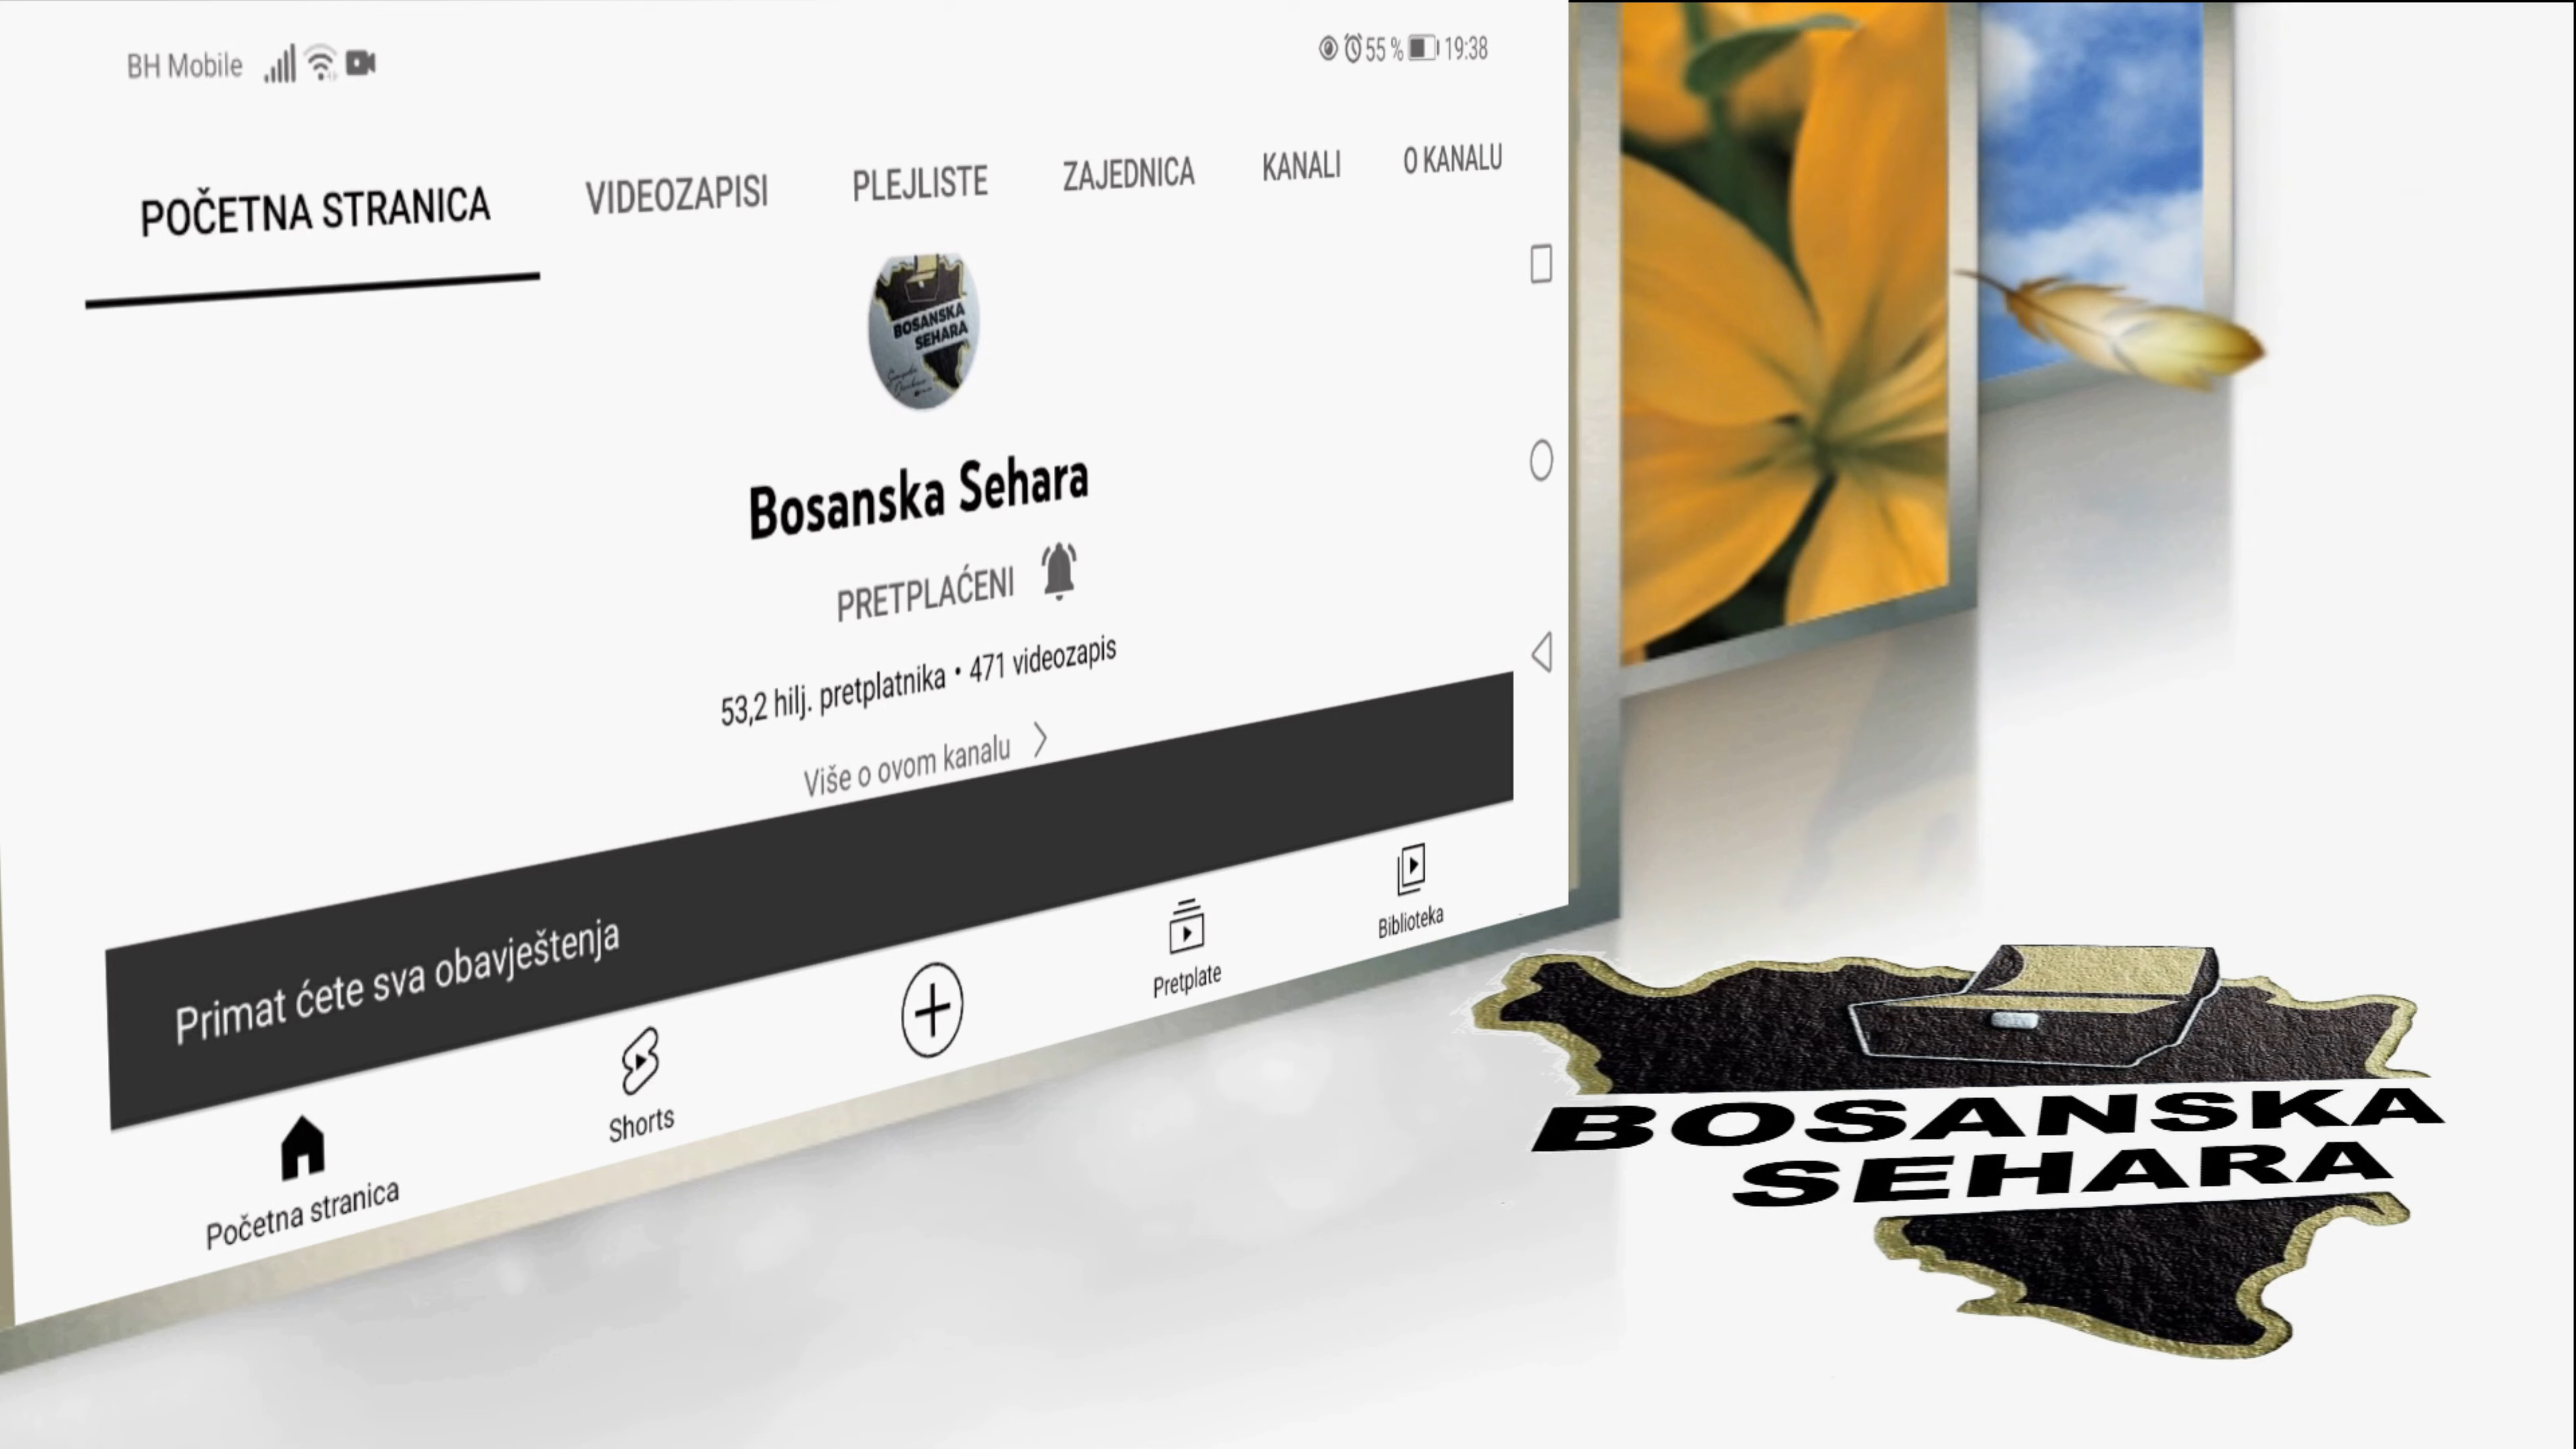 BH Mobile
55 % 19:38
POČETNA STRANICA VIDEOZAPISI PLEJLISTE ZAJEDNICA KANALI O KANALU
BOSANSKA
SEHARA
Bosanska Sehara
PRETPLAĆENI
53,2 hilj. pretplatnika • 471 videozapis
Više o ovom kanalu
Primat ćete sva obavještenja
Početna stranica
Shorts
Pretplate
Biblioteka
BOSANSKA
SEHARA